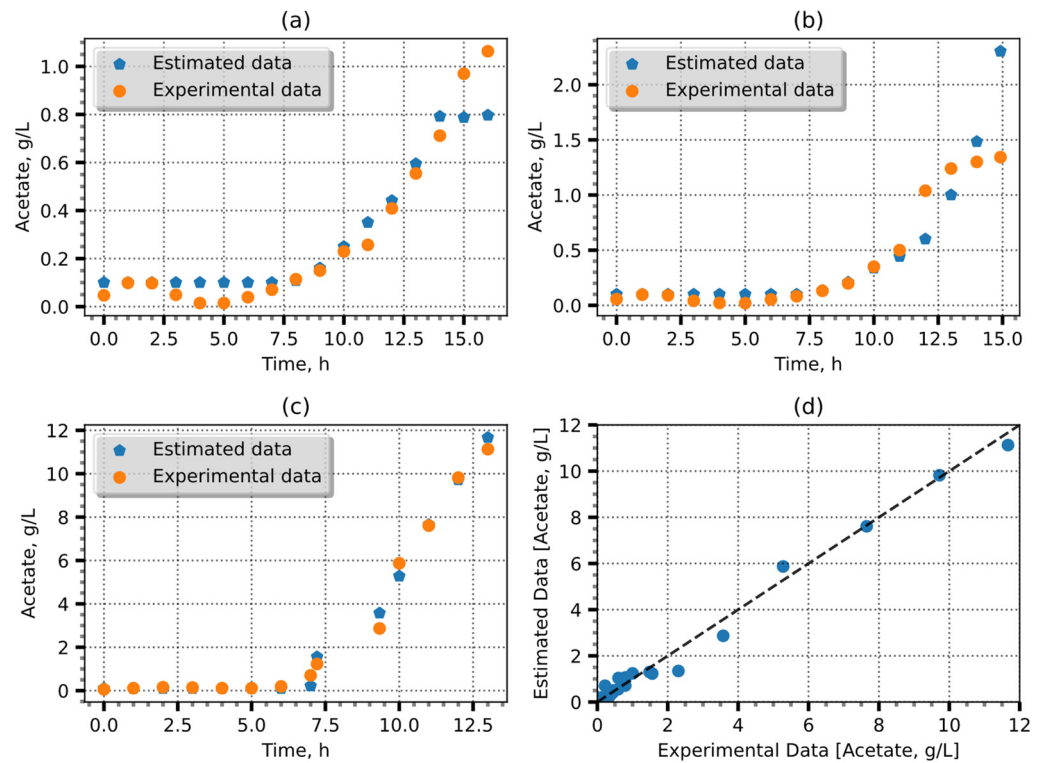 (a)
Estimated data
Experimental data
Acetate, g/L
1.0
0.8
0.6
0.4
0.2
0.0
0.0 2.5 5.0 7.5 10.0 12.5 15.0
Time, h
(b)
Estimated data
Experimental data
Acetate, g/L
2.0
1.5
1.0
0.5
0.0
0.0 2.5 5.0 7.5 10.0 12.5 15.0
Time, h
(c)
Estimated data
Experimental data
Acetate, g/L
12
10
8
6
4
2
0
0.0 2.5 5.0 7.5 10.0 12.5
Time, h
(d)
Estimated Data [Acetate, g/L]
12
10
8
6
4
2
0
0 2 4 6 8 10 12
Experimental Data [Acetate, g/L]